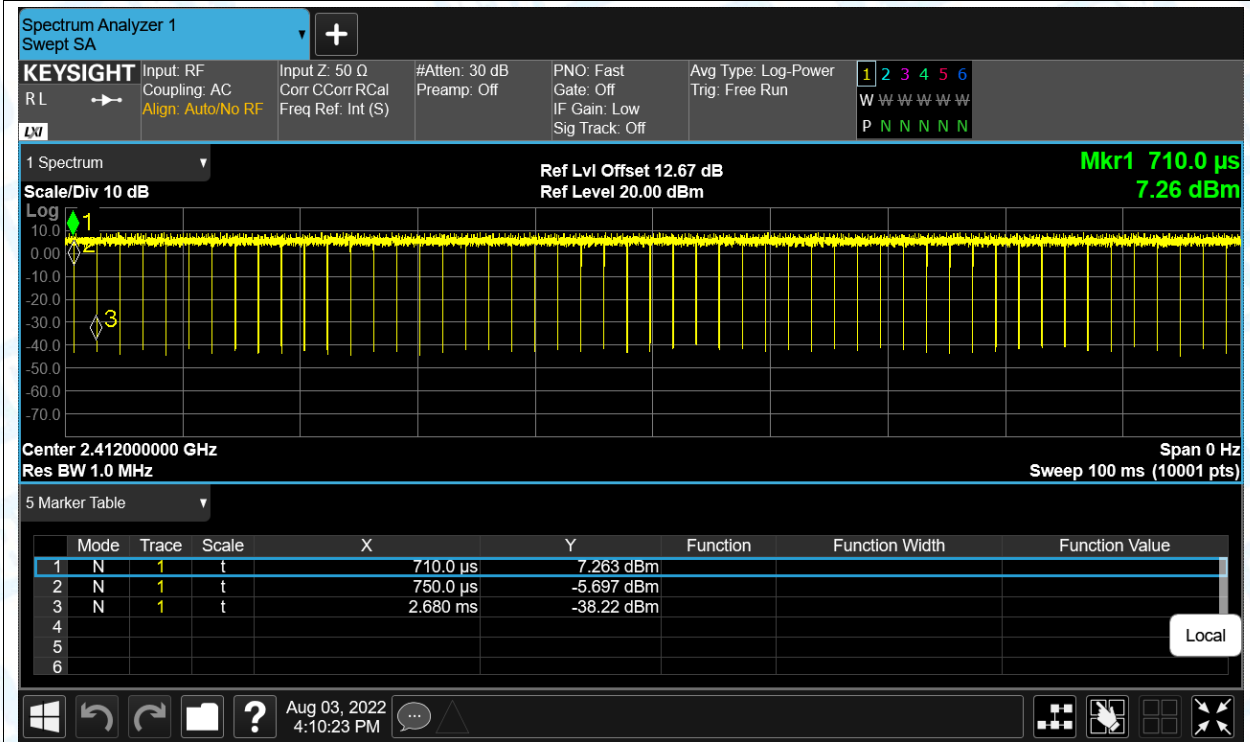 Spectrum Analyzer 1
Swept SA
KEYSIGHT
R L
LXI
Input: RF
Coupling: AC
Align: Auto/No RF
Input Z: 50 Ω
Corr CCorr RCal
Freq Ref: Int (S)
#Atten: 30 dB
Preamp: Off
PNO: Fast
Gate: Off
IF Gain: Low
Sig Track: Off
Avg Type: Log-Power
Trig: Free Run
1 2 3 4 5 6
W W W W W W
P N N N N N
1 Spectrum
Scale/Div 10 dB
Ref Lvl Offset 12.67 dB
Ref Level 20.00 dBm
Mkr1 710.0 µs
7.26 dBm
Log
10.0
0.00
-10.0
-20.0
-30.0
-40.0
-50.0
-60.0
-70.0
1
2
3
Center 2.412000000 GHz
Res BW 1.0 MHz
Span 0 Hz
Sweep 100 ms (10001 pts)
5 Marker Table
Mode Trace Scale X Y Function Function Width Function Value
1 N 1 t 710.0 µs 7.263 dBm
2 N 1 t 750.0 µs -5.697 dBm
3 N 1 t 2.680 ms -38.22 dBm
4
5
6
Local
?
Aug 03, 2022
4:10:23 PM